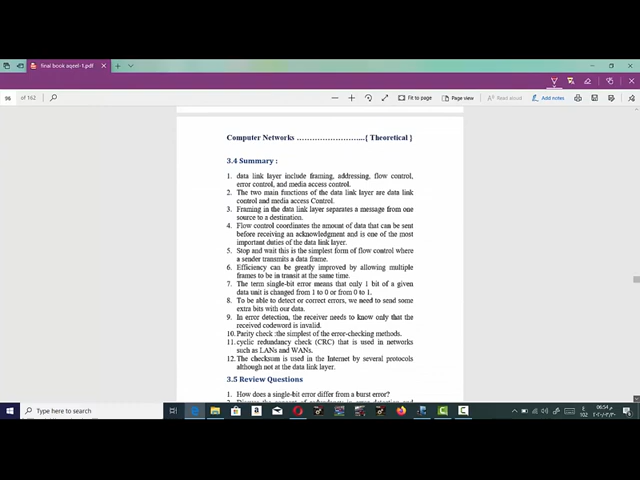 final book aqeel-1.pdf
96 of 162
Fit to page
Page view
Read aloud
Add notes
Computer Networks ……………………...{ Theoretical }
3.4 Summary :
1. data link layer include framing, addressing, flow control,
error control, and media access control.
2. The two main functions of the data link layer are data link
control and media access Control.
3. Framing in the data link layer separates a message from one
source to a destination.
4. Flow control coordinates the amount of data that can be sent
before receiving an acknowledgment and is one of the most
important duties of the data link layer.
5. Stop and wait this is the simplest form of flow control where
a sender transmits a data frame.
6. Efficiency can be greatly improved by allowing multiple
frames to be in transit at the same time.
7. The term single-bit error means that only 1 bit of a given
data unit is changed from 1 to 0 or from 0 to 1.
8. To be able to detect or correct errors, we need to send some
extra bits with our data.
9. In error detection, the receiver needs to know only that the
received codeword is invalid.
10. Parity check :the simplest of the error-checking methods.
11. cyclic redundancy check (CRC) that is used in networks
such as LANs and WANs.
12. The checksum is used in the Internet by several protocols
although not at the data link layer.
3.5 Review Questions
1. How does a single-bit error differ from a burst error?
Type here to search
06:54 م